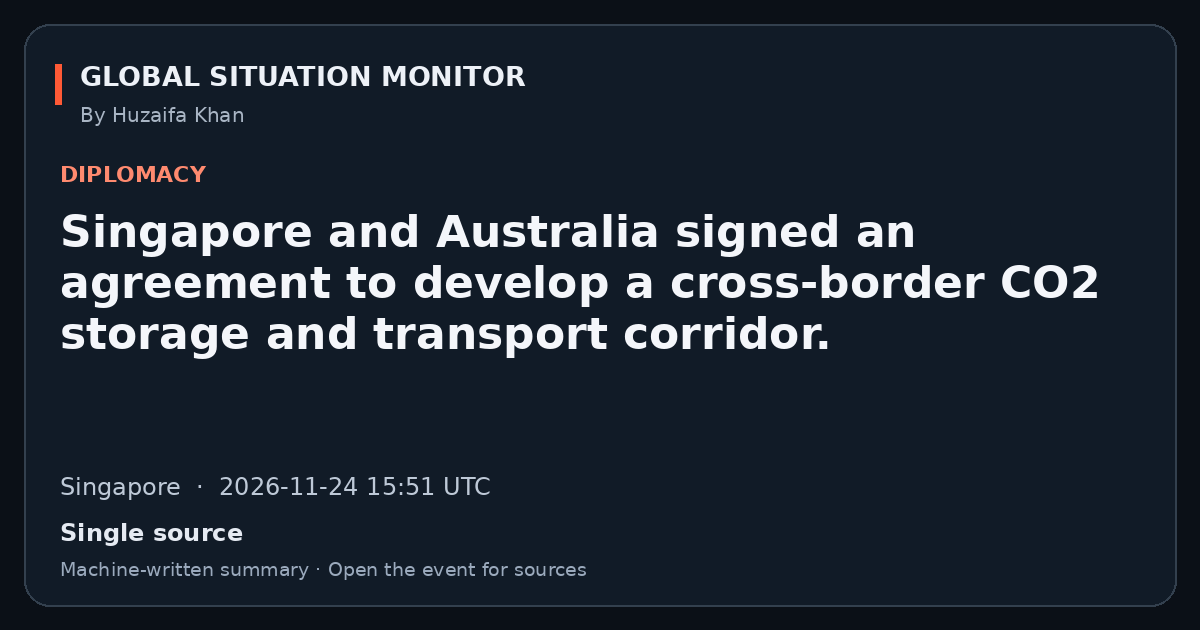 GLOBAL SITUATION MONITOR
By Huzaifa Khan
DIPLOMACY
Singapore and Australia signed an
agreement to develop a cross-border CO2
storage and transport corridor.
Singapore · 2026-11-24 15:51 UTC
Single source
Machine-written summary · Open the event for sources